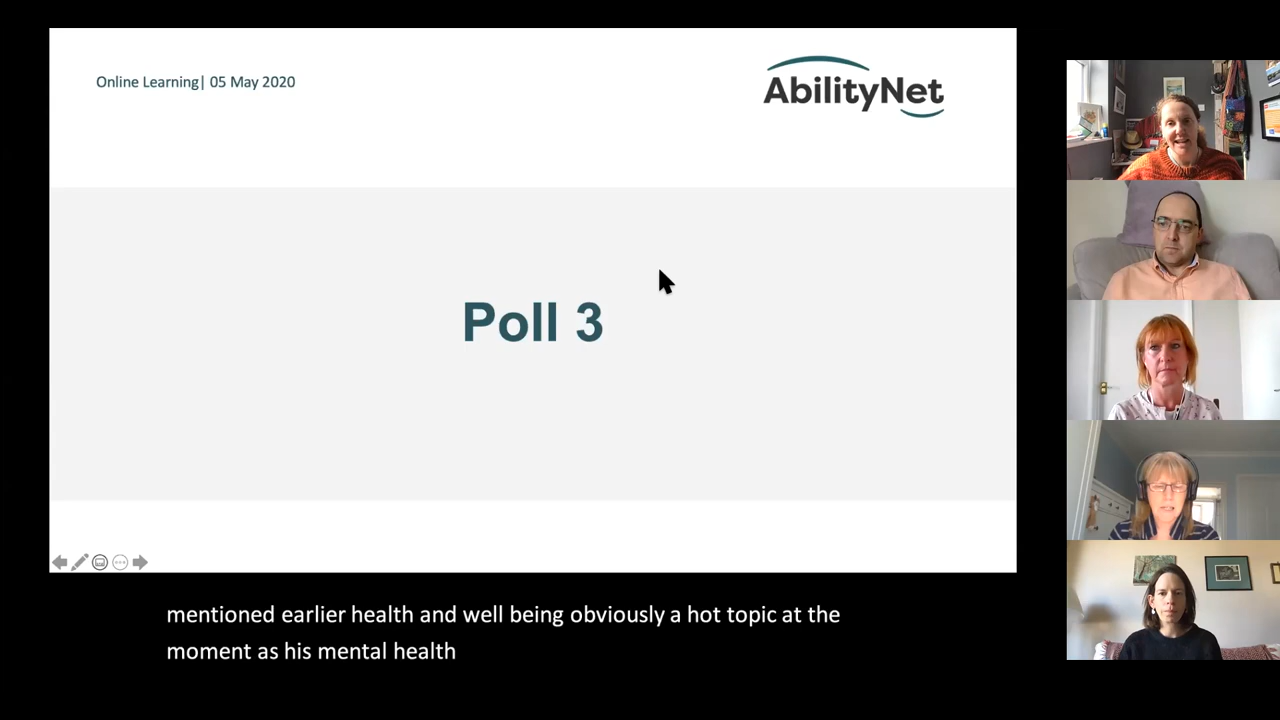 Online Learning| 05 May 2020
AbilityNet
Poll 3
mentioned earlier health and well being obviously a hot topic at the
moment as his mental health